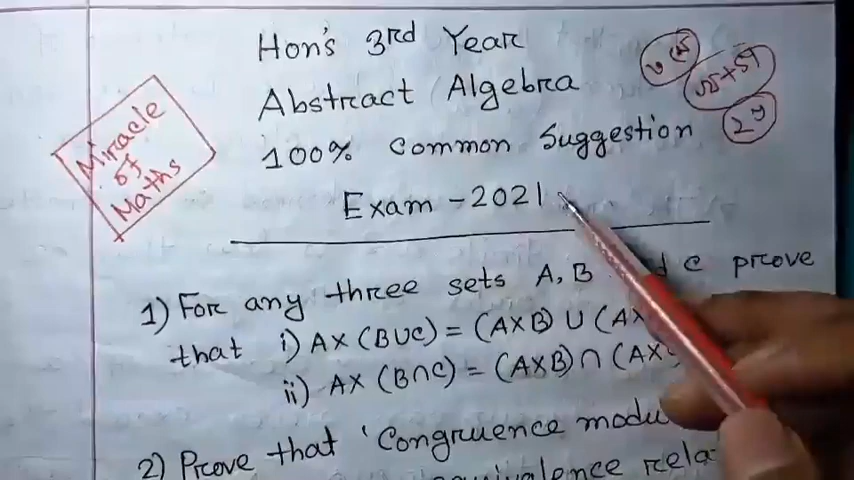 Hon's 3rd Year
Abstract Algebra
100% Common Suggestion
Exam - 2021
Miracle
of
Maths
1) For any three sets A, B C prove
that i) A×(B∪C) = (A×B) ∪ (A×
ii) A× (B∩C) = (A×B) ∩ (A×
2) Prove that 'Congruence